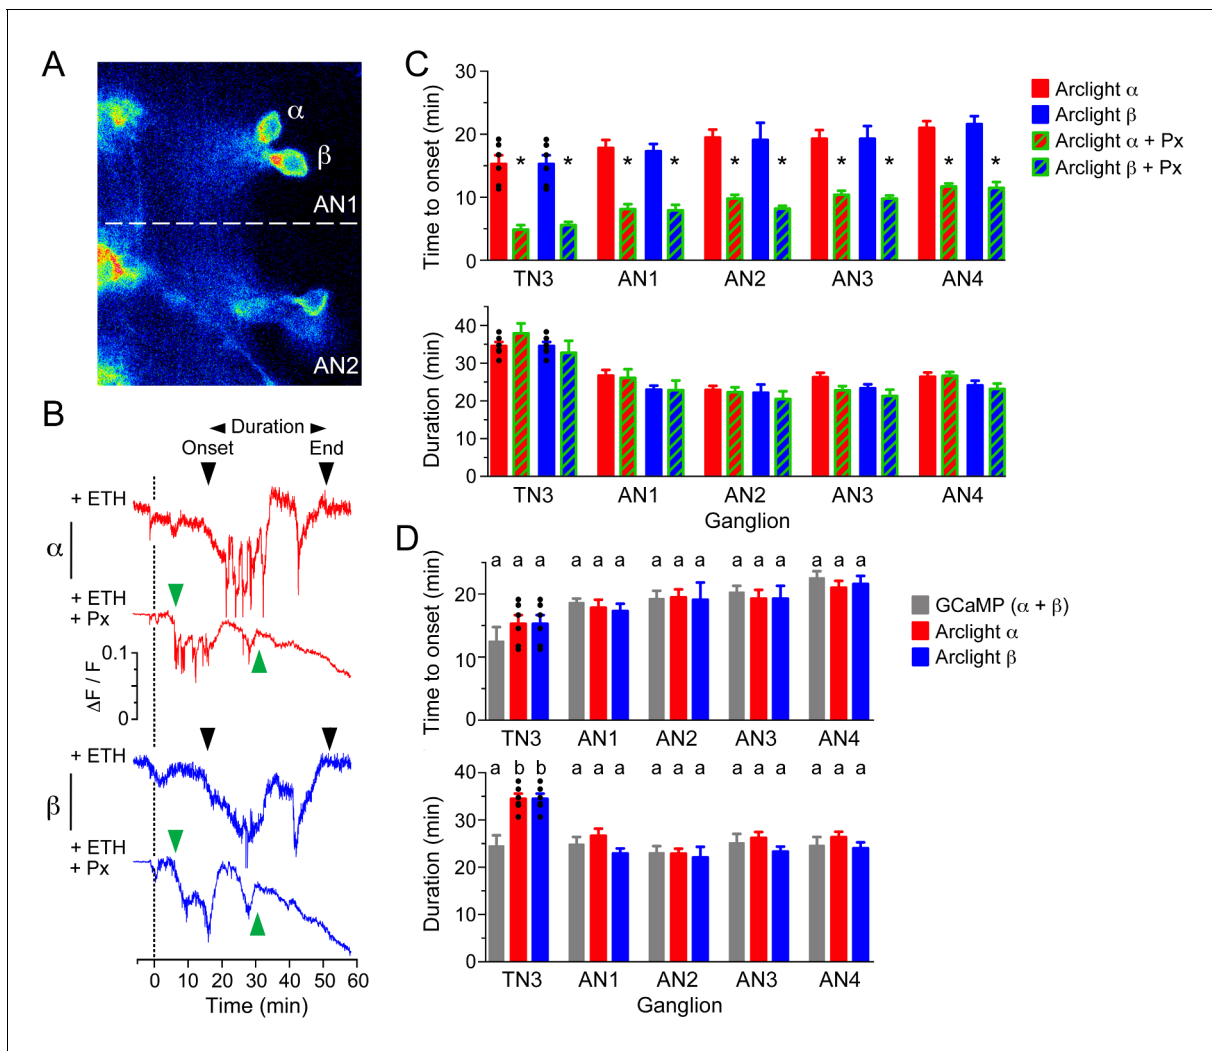 A
α
β
AN1
AN2
B
◄ Duration ►
Onset
End
+ ETH
α
+ ETH
+ Px
0.1
ΔF / F
0
+ ETH
β
+ ETH
+ Px
0 10 20 30 40 50 60
Time (min)
C
Time to onset (min)
30
20
10
0
* * * * * * * * * *
TN3 AN1 AN2 AN3 AN4
Arclight α
Arclight β
Arclight α + Px
Arclight β + Px
Duration (min)
40
30
20
10
0
TN3 AN1 AN2 AN3 AN4
Ganglion
D
Time to onset (min)
a a a a a a a a a a a a a a a
20
10
0
TN3 AN1 AN2 AN3 AN4
GCaMP (α + β)
Arclight α
Arclight β
Duration (min)
a b b a a a a a a a a a a a a
40
30
20
10
0
TN3 AN1 AN2 AN3 AN4
Ganglion